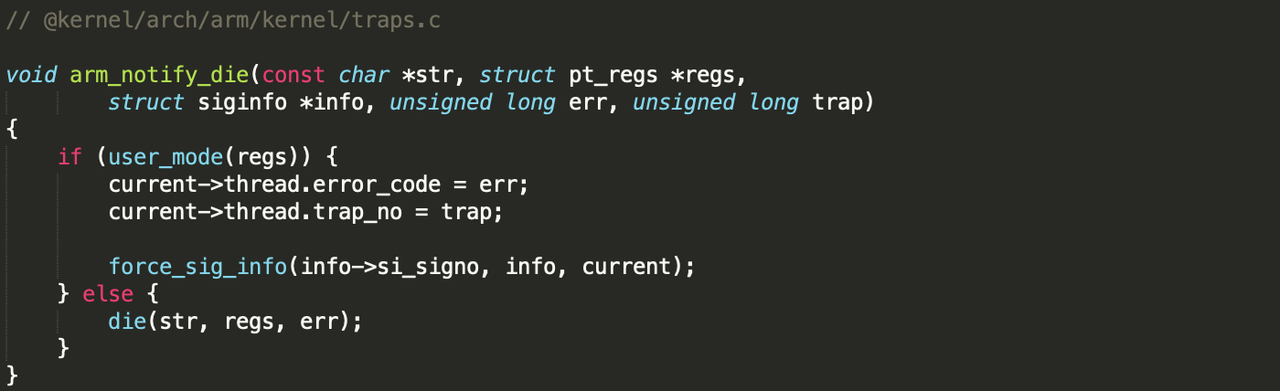 // @kernel/arch/arm/kernel/traps.c
void arm_notify_die(const char *str, struct pt_regs *regs,
        struct siginfo *info, unsigned long err, unsigned long trap)
{
    if (user_mode(regs)) {
        current->thread.error_code = err;
        current->thread.trap_no = trap;
        force_sig_info(info->si_signo, info, current);
    } else {
        die(str, regs, err);
    }
}